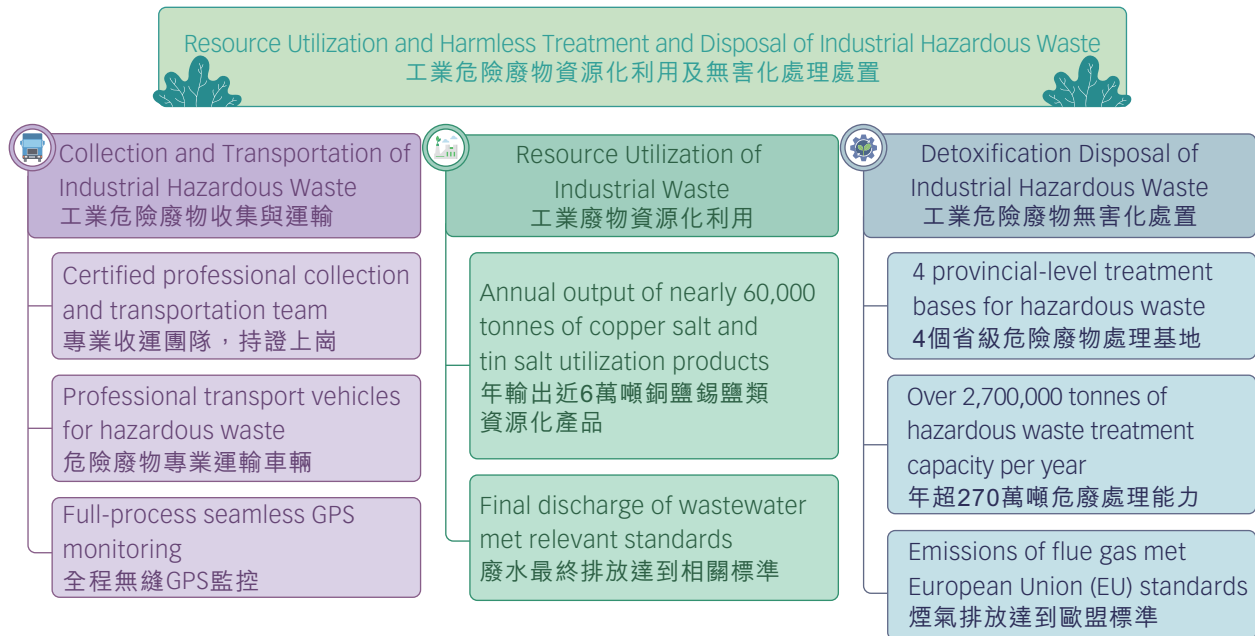 Resource Utilization and Harmless Treatment and Disposal of Industrial Hazardous Waste
工業危險廢物資源化利用及無害化處理處置
Collection and Transportation of
Industrial Hazardous Waste
工業危險廢物收集與運輸
Certified professional collection
and transportation team
專業收運團隊，持證上崗
Professional transport vehicles
for hazardous waste
危險廢物專業運輸車輛
Full-process seamless GPS
monitoring
全程無縫GPS監控
Resource Utilization of
Industrial Waste
工業廢物資源化利用
Annual output of nearly 60,000
tonnes of copper salt and
tin salt utilization products
年輸出近6萬噸銅鹽錫鹽類
資源化產品
Final discharge of wastewater
met relevant standards
廢水最終排放達到相關標準
Detoxification Disposal of
Industrial Hazardous Waste
工業危險廢物無害化處置
4 provincial-level treatment
bases for hazardous waste
4個省級危險廢物處理基地
Over 2,700,000 tonnes of
hazardous waste treatment
capacity per year
年超270萬噸危廢處理能力
Emissions of flue gas met
European Union (EU) standards
煙氣排放達到歐盟標準